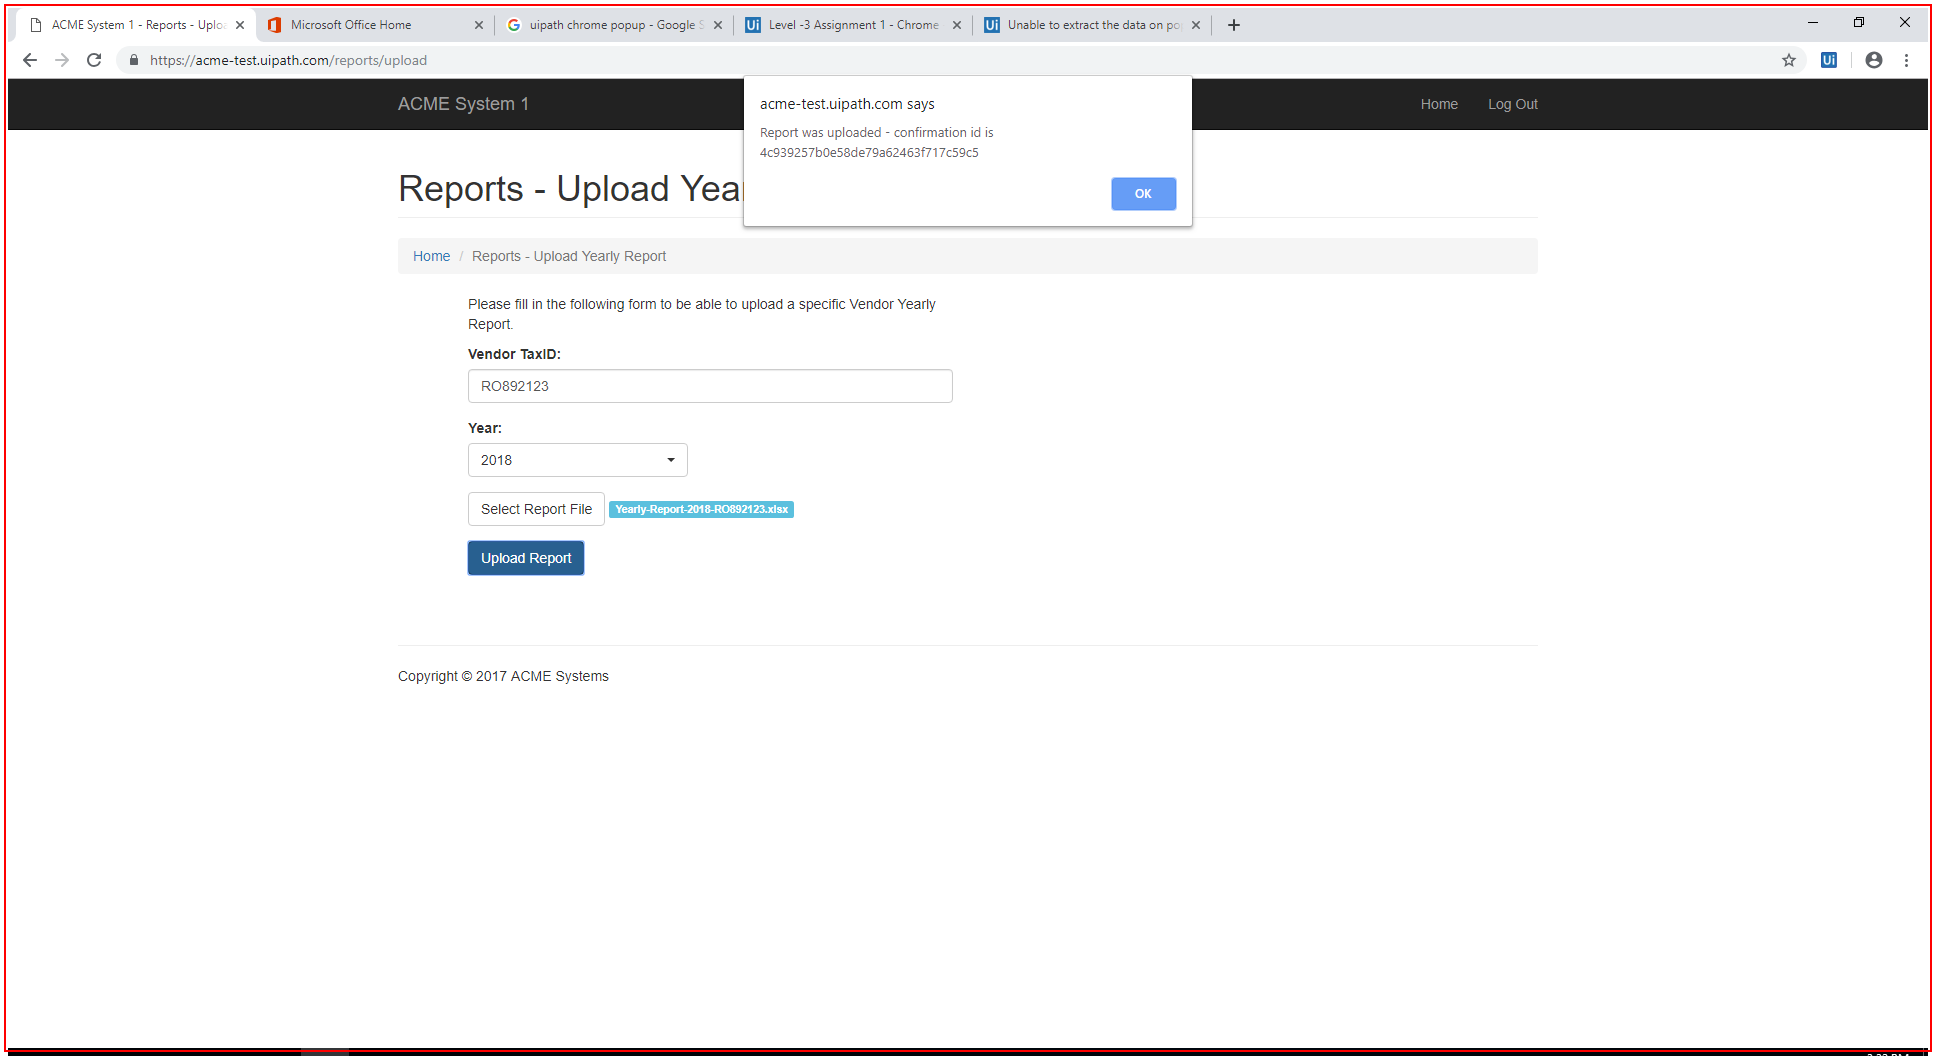 ACME System 1 - Reports - Uploa
Microsoft Office Home
uipath chrome popup - Google S
Level -3 Assignment 1 - Chrome
Unable to extract the data on po
https://acme-test.uipath.com/reports/upload
ACME System 1
Home
Log Out
acme-test.uipath.com says
Report was uploaded - confirmation id is
4c939257b0e58de79a62463f717c59c5
OK
Reports - Upload Year
Home / Reports - Upload Yearly Report
Please fill in the following form to be able to upload a specific Vendor Yearly
Report.
Vendor TaxID:
RO892123
Year:
2018
Select Report File
Yearly-Report-2018-RO892123.xlsx
Upload Report
Copyright © 2017 ACME Systems